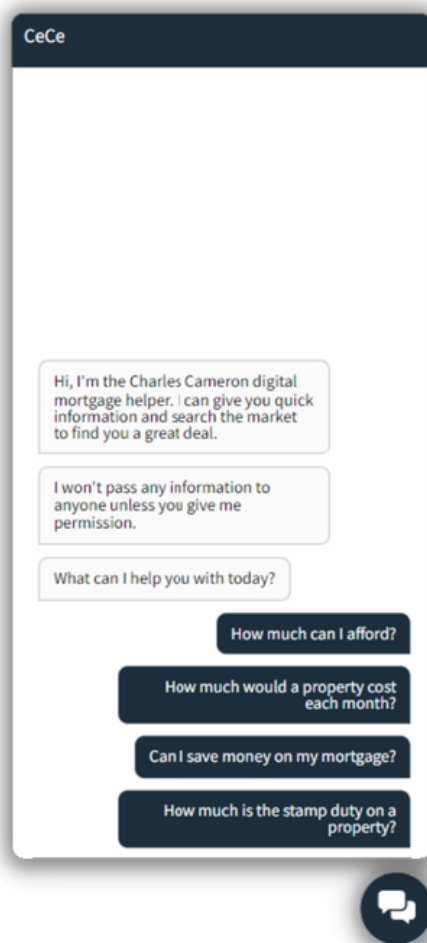 CeCe
Hi, I'm the Charles Cameron digital
mortgage helper. I can give you quick
information and search the market
to find you a great deal.
I won't pass any information to
anyone unless you give me
permission.
What can I help you with today?
How much can I afford?
How much would a property cost
each month?
Can I save money on my mortgage?
How much is the stamp duty on a
property?